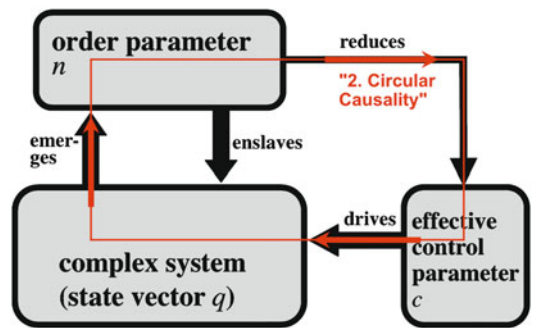 order parameter
n
reduces
"2. Circular
Causality"
emer-
ges
enslaves
drives
effective
control
parameter
c
complex system
(state vector q)